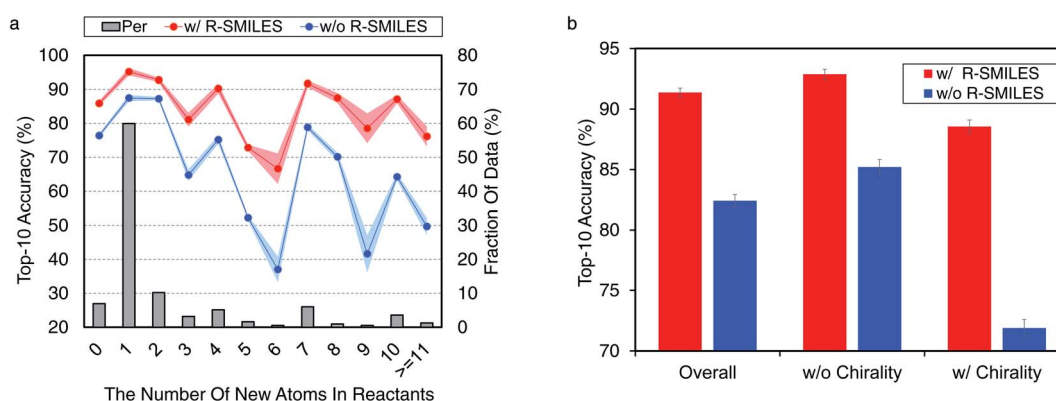 a
Per w/ R-SMILES w/o R-SMILES
Top-10 Accuracy (%)
100
90
80
70
60
50
40
30
20
80
70
60
50
40
30
20
10
0
Fraction Of Data (%)
0 1 2 3 4 5 6 7 8 9 10 >=11
The Number Of New Atoms In Reactants
b
w/ R-SMILES
w/o R-SMILES
Top-10 Accuracy (%)
95
90
85
80
75
70
Overall w/o Chirality w/ Chirality